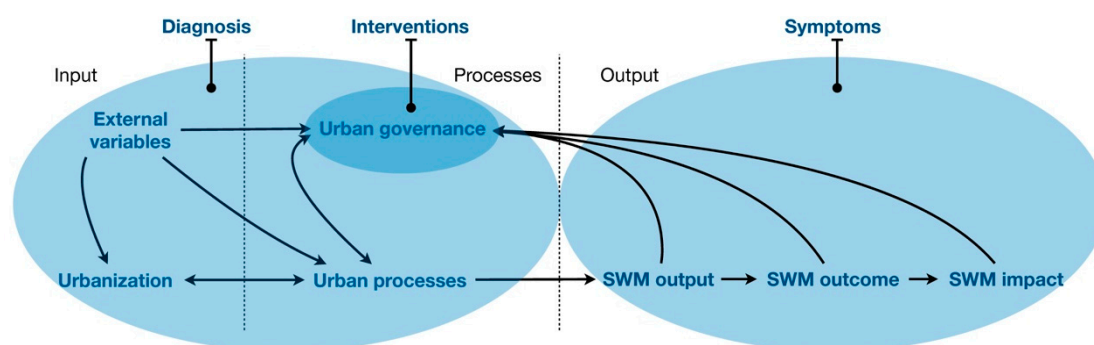 Diagnosis
Interventions
Symptoms
Input
Processes
Output
External
variables
Urban governance
Urbanization
Urban processes
SWM output
SWM outcome
SWM impact